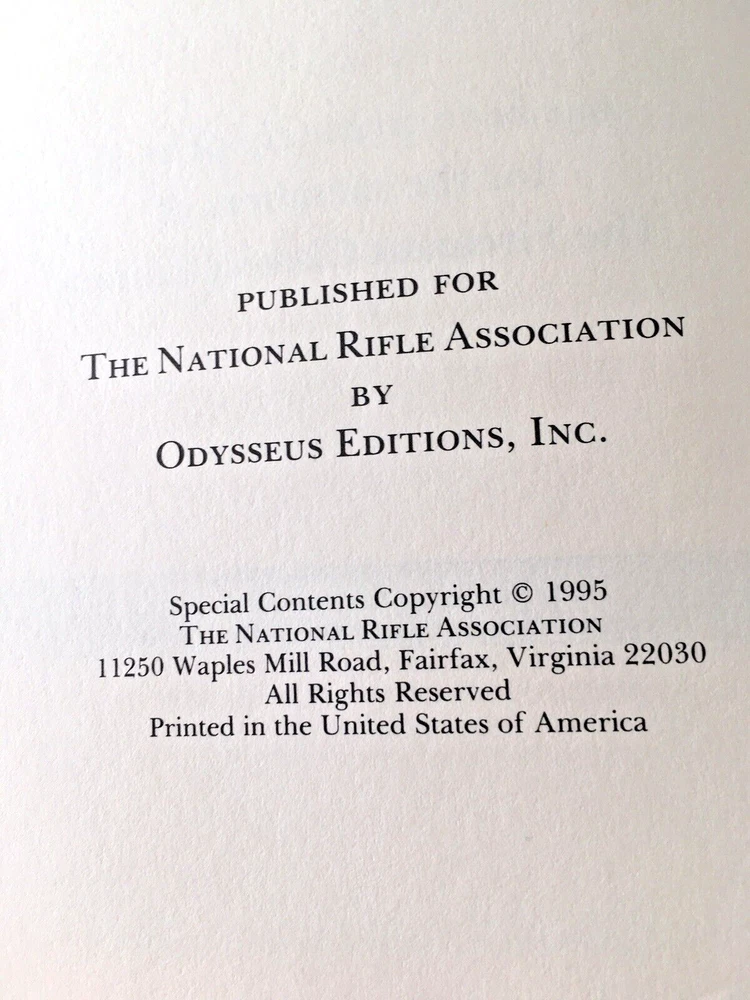 PUBLISHED FOR
THE NATIONAL RIFLE ASSOCIATION
BY
ODYSSEUS EDITIONS, INC.
Special Contents Copyright © 1995
THE NATIONAL RIFLE ASSOCIATION
11250 Waples Mill Road, Fairfax, Virginia 22030
All Rights Reserved
Printed in the United States of America